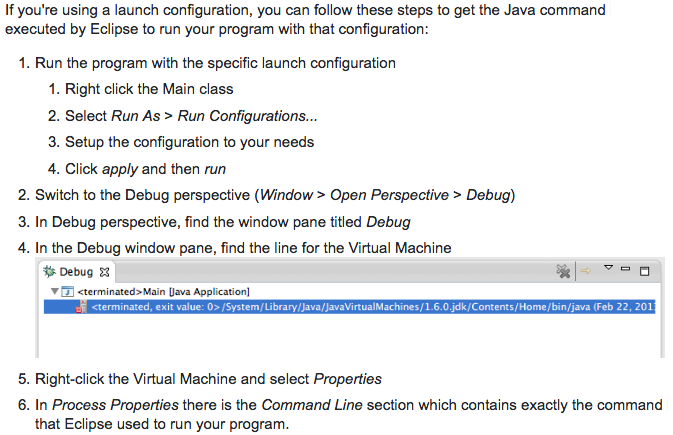 If you're using a launch configuration, you can follow these steps to get the Java command
executed by Eclipse to run your program with that configuration:
1. Run the program with the specific launch configuration
1. Right click the Main class
2. Select Run As > Run Configurations...
3. Setup the configuration to your needs
4. Click apply and then run
2. Switch to the Debug perspective (Window > Open Perspective > Debug)
3. In Debug perspective, find the window pane titled Debug
4. In the Debug window pane, find the line for the Virtual Machine
Debug
<terminated>Main [Java Application]
<terminated, exit value: 0>/System/Library/Java/JavaVirtualMachines/1.6.0.jdk/Contents/Home/bin/java (Feb 22, 201
5. Right-click the Virtual Machine and select Properties
6. In Process Properties there is the Command Line section which contains exactly the command
that Eclipse used to run your program.